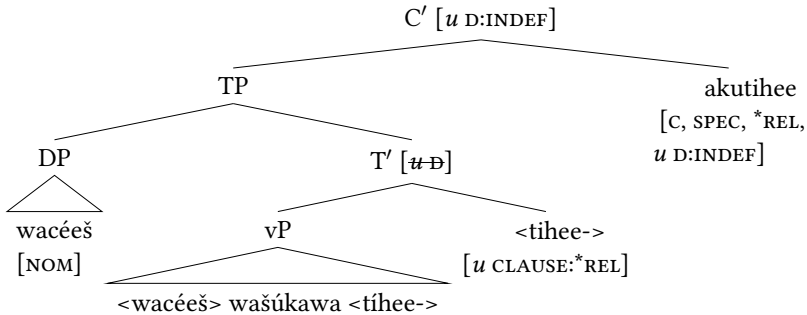 C′ [u D:INDEF]
TP akutihee
[C, SPEC, *REL,
u D:INDEF]
DP T′ [u D]
wacéeš vP <tihee->
[NOM] [u CLAUSE:*REL]
<wacéeš> wašúkawa <tíhee->